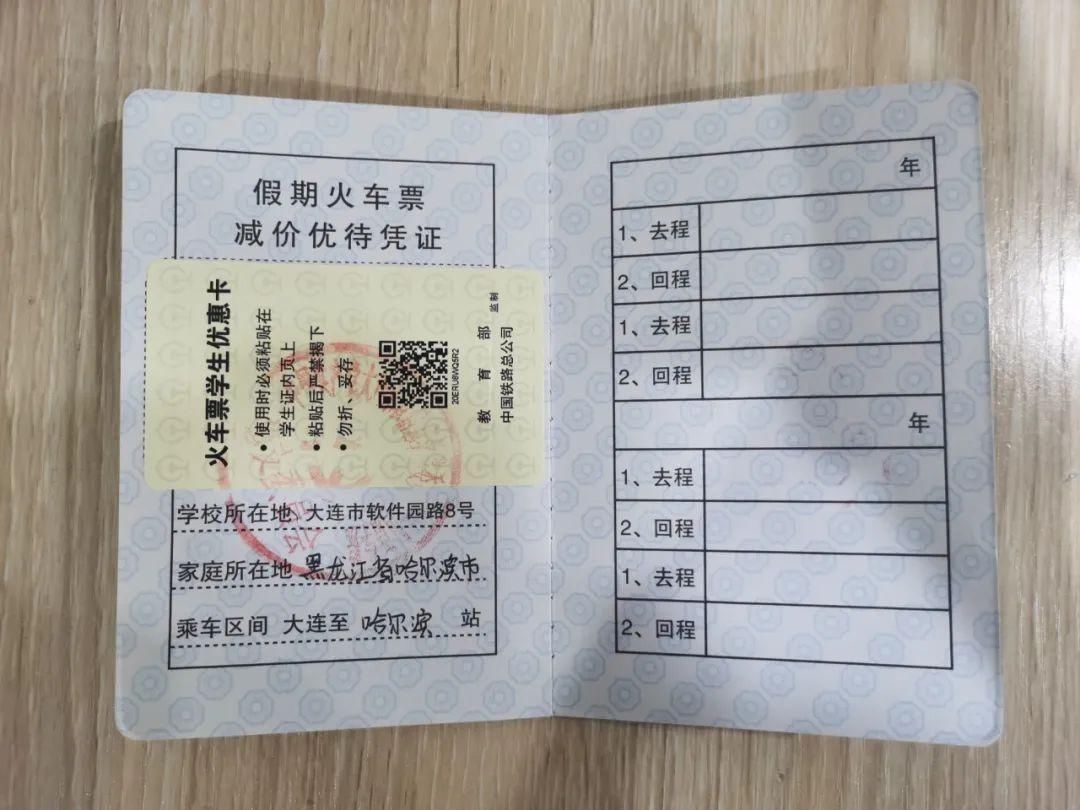 假期火车票
减价优待凭证
火车票学生优惠卡
• 使用时必须粘贴在
学生证内页上
• 粘贴后严禁揭下
• 勿折、妥存
20ERU8WQ5R2
教育部
中国铁路总公司
监制
学校所在地 大连市软件园路8号
家庭所在地 黑龙江省哈尔滨市
乘车区间 大连至 哈尔滨 站
年
1、去程
2、回程
1、去程
2、回程
年
1、去程
2、回程
1、去程
2、回程